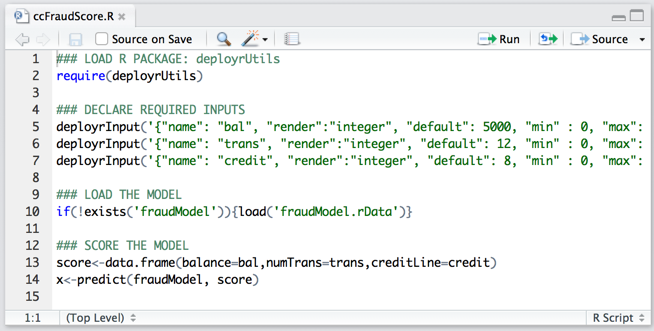 ccFraudScore.R
Source on Save Run Source
1 ### LOAD R PACKAGE: deployrUtils
2 require(deployrUtils)
3
4 ### DECLARE REQUIRED INPUTS
5 deployrInput('{"name": "bal", "render":"integer", "default": 5000, "min" : 0, "max":
6 deployrInput('{"name": "trans", "render":"integer", "default": 12, "min" : 0, "max":
7 deployrInput('{"name": "credit", "render":"integer", "default": 8, "min" : 0, "max":
8
9 ### LOAD THE MODEL
10 if(!exists('fraudModel')){load('fraudModel.rData')}
11
12 ### SCORE THE MODEL
13 score<-data.frame(balance=bal,numTrans=trans,creditLine=credit)
14 x<-predict(fraudModel, score)
15
1:1 (Top Level) R Script